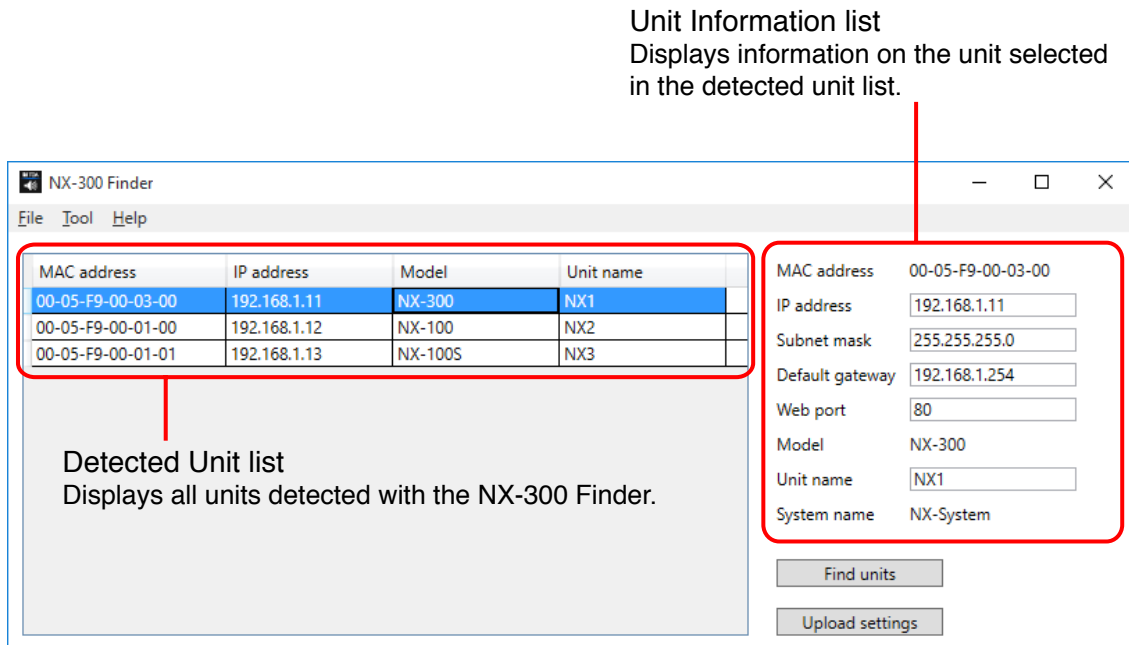 Unit Information list
Displays information on the unit selected
in the detected unit list.
NX-300 Finder
File Tool Help
MAC address IP address Model Unit name
00-05-F9-00-03-00 192.168.1.11 NX-300 NX1
00-05-F9-00-01-00 192.168.1.12 NX-100 NX2
00-05-F9-00-01-01 192.168.1.13 NX-100S NX3
Detected Unit list
Displays all units detected with the NX-300 Finder.
MAC address 00-05-F9-00-03-00
IP address 192.168.1.11
Subnet mask 255.255.255.0
Default gateway 192.168.1.254
Web port 80
Model NX-300
Unit name NX1
System name NX-System
Find units
Upload settings